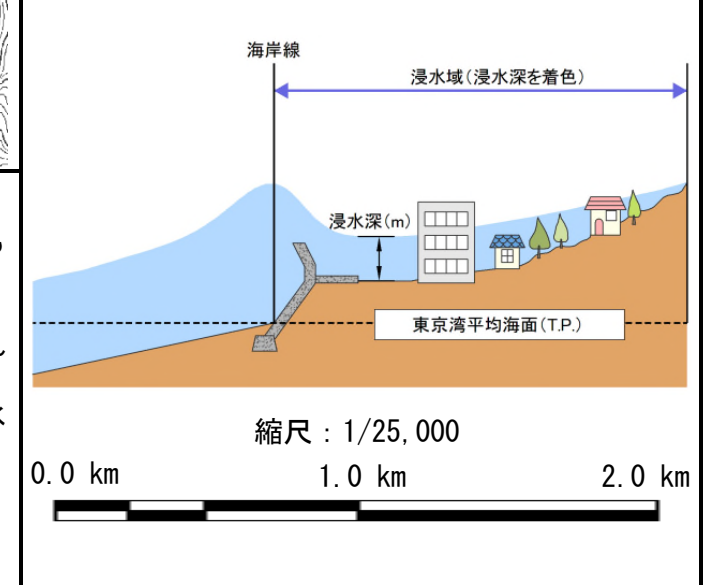 海岸線
浸水域(浸水深を着色)
浸水深(m)
東京湾平均海面(T.P.)
縮尺：1/25,000
0.0 km 1.0 km 2.0 km